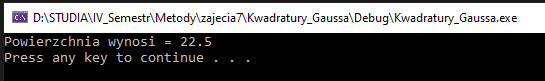 D:\STUDIA\IV_Semestr\Metody\zajecia7\Kwadratury_Gaussa\Debug\Kwadratury_Gaussa.exe
Powierzchnia wynosi = 22.5
Press any key to continue . . .